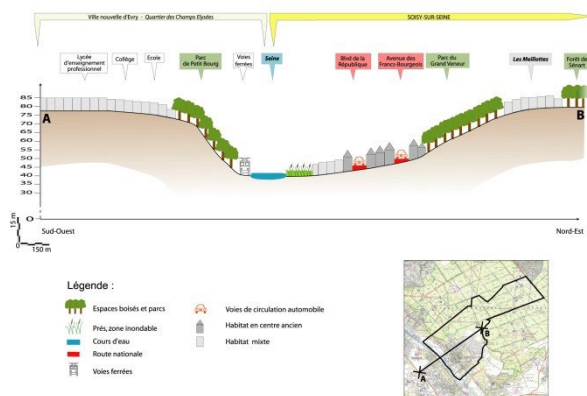 Ville nouvelle d'Evry - Quartier des Champs Elysées
SOISY-SUR-SEINE
Lycée
d'enseignement
professionnel
Collège
Ecole
Parc
de Petit Bourg
Voies
ferrées
Seine
Blvd de la
République
Avenue des
Francs-Bourgeois
Parc du
Grand Veneur
Les Meillottes
Forêt de
Sénart
85
80
75
70
65
60
55
50
45
40
35
30
0
A
B
15 m
0
150 m
Sud-Ouest
Nord-Est
Légende :
Espaces boisés et parcs
Prés, zone inondable
Cours d'eau
Route nationale
Voies ferrées
Voies de circulation automobile
Habitat en centre ancien
Habitat mixte
A
B